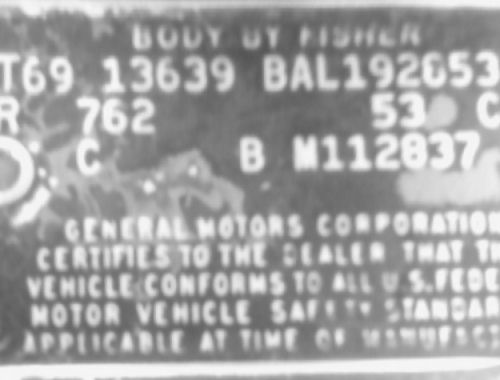 BODY BY FISHER
T69 13639 BAL192053
R 762 53 C
C B M112837
GENERAL MOTORS CORPORATION
CERTIFIES TO THE DEALER THAT TH
VEHICLE CONFORMS TO ALL U.S.FEDE
MOTOR VEHICLE SAFETY STANDAR
APPLICABLE AT TIME OF MANUFAC